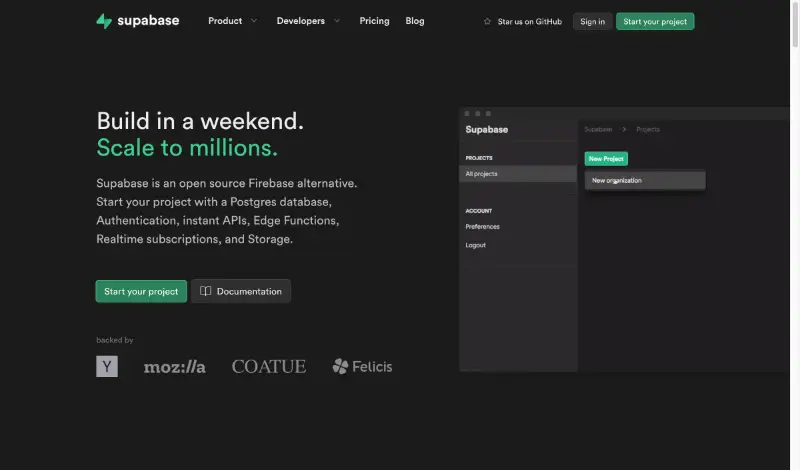 supabase
Product
Developers
Pricing
Blog
Star us on GitHub
Sign in
Start your project
Build in a weekend.
Scale to millions.
Supabase is an open source Firebase alternative.
Start your project with a Postgres database,
Authentication, instant APIs, Edge Functions,
Realtime subscriptions, and Storage.
Start your project
Documentation
backed by
Y
moz://a
COATUE
Felicis
Supabase
PROJECTS
All projects
ACCOUNT
Preferences
Logout
Supabase > Projects
New Project
New organization